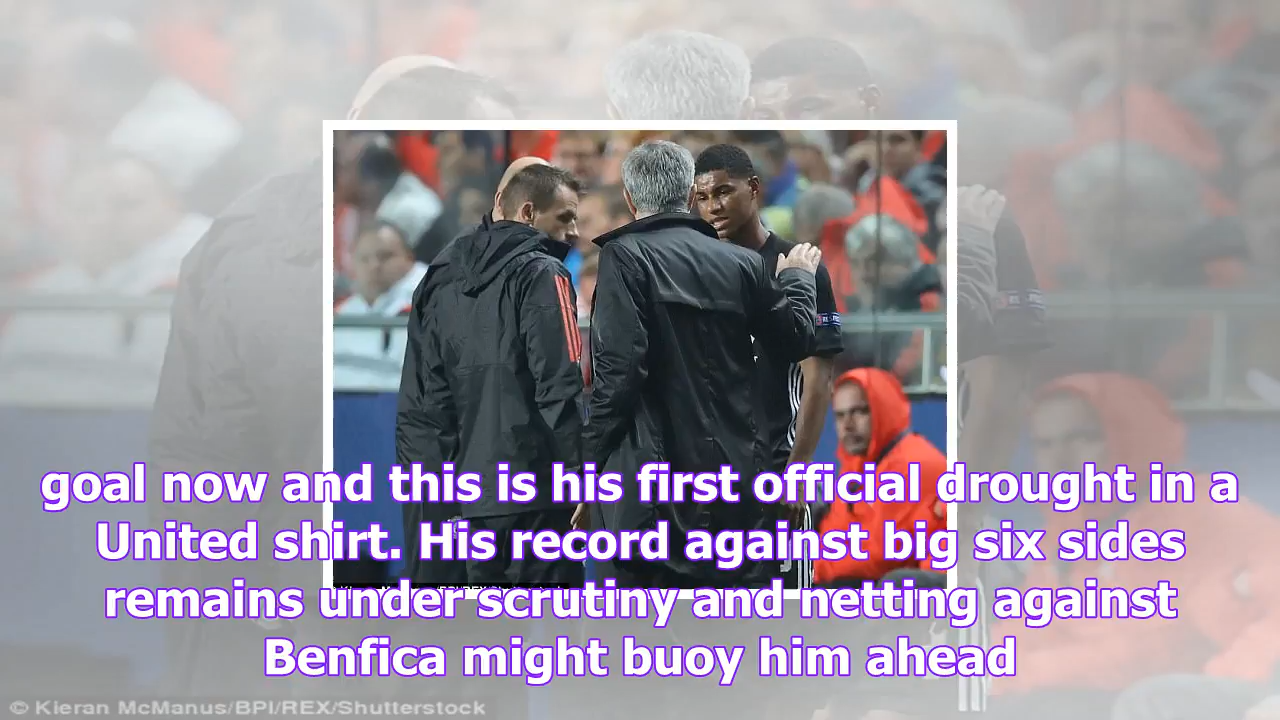 goal now and this is his first official drought in a
United shirt. His record against big six sides
remains under scrutiny and netting against
Benfica might buoy him ahead
© Kieran McManus/BPI/REX/Shutterstock